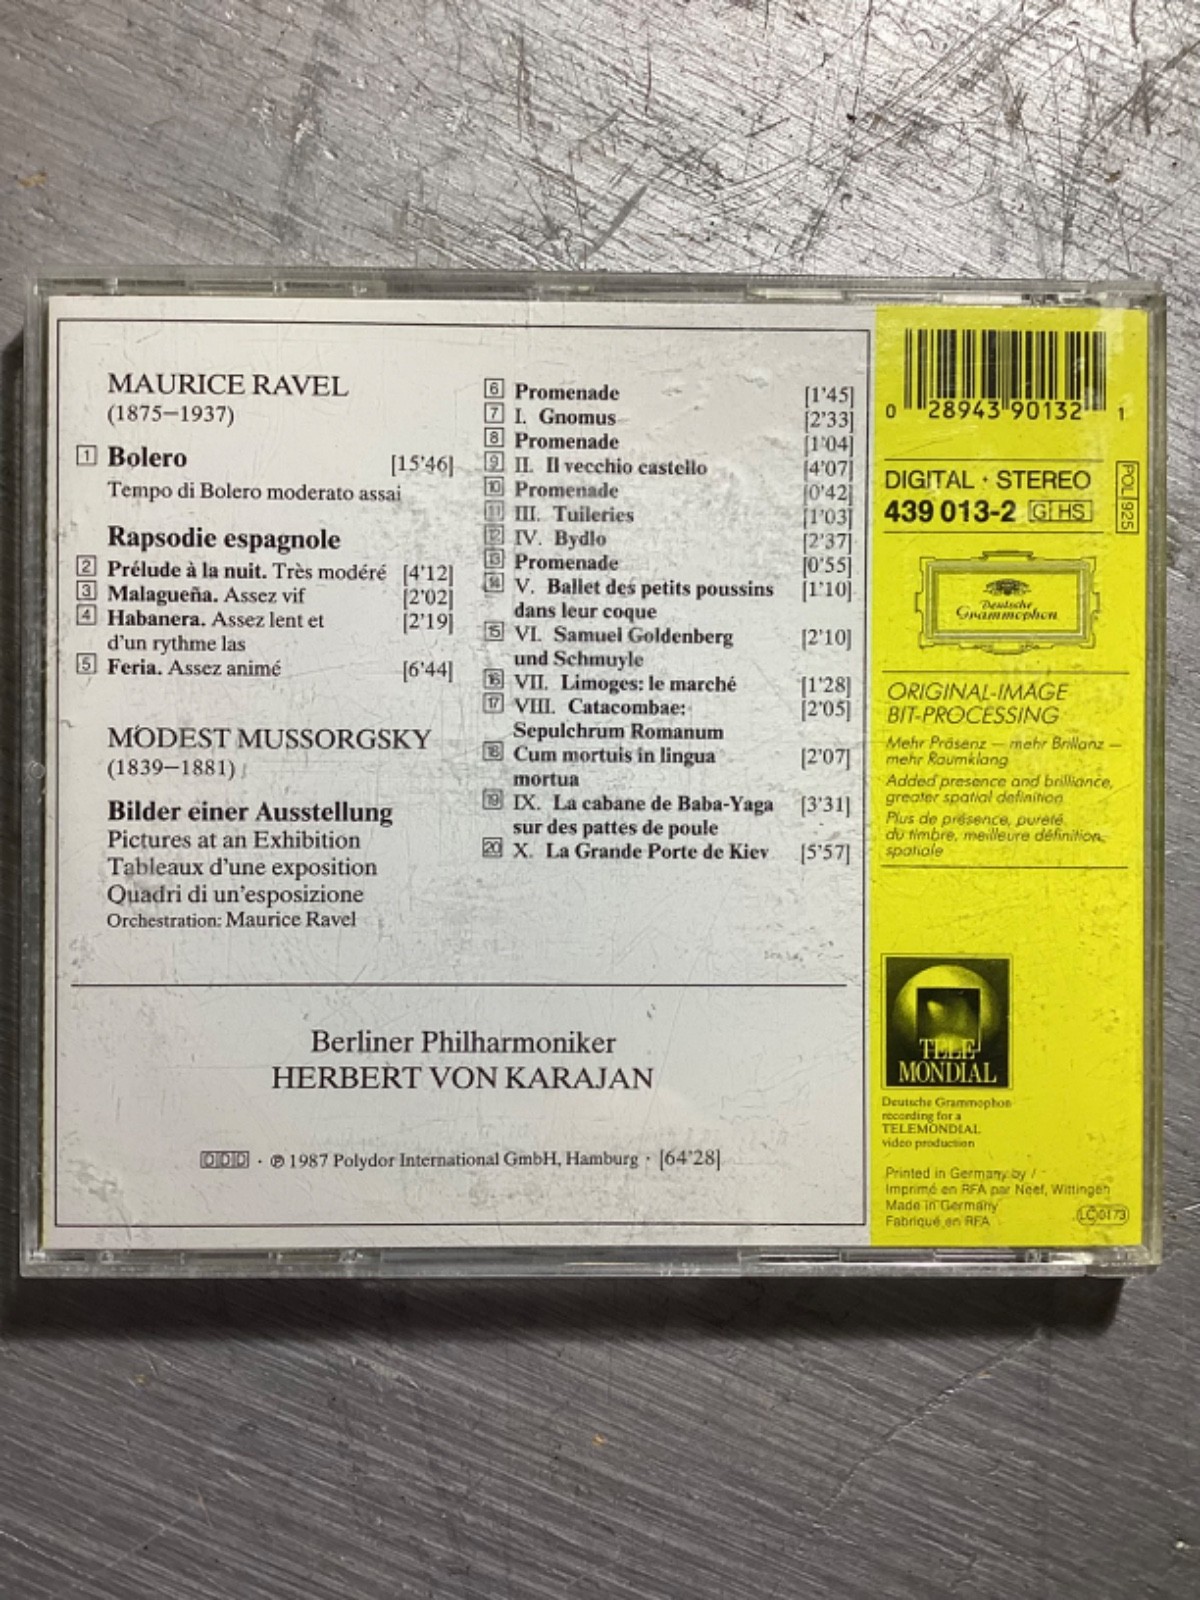 MAURICE RAVEL
(1875–1937)
1 Bolero [15'46]
Tempo di Bolero moderato assai
Rapsodie espagnole
2 Prélude à la nuit. Très modéré [4'12]
3 Malagueña. Assez vif [2'02]
4 Habanera. Assez lent et [2'19]
d'un rythme las
5 Feria. Assez animé [6'44]
MODEST MUSSORGSKY
(1839–1881)
Bilder einer Ausstellung
Pictures at an Exhibition
Tableaux d'une exposition
Quadri di un'esposizione
Orchestration: Maurice Ravel
6 Promenade [1'45]
7 I. Gnomus [2'33]
8 Promenade [1'04]
9 II. Il vecchio castello [4'07]
10 Promenade [0'42]
11 III. Tuileries [1'03]
12 IV. Bydlo [2'37]
13 Promenade [0'55]
14 V. Ballet des petits poussins [1'10]
dans leur coque
15 VI. Samuel Goldenberg [2'10]
und Schmuyle
16 VII. Limoges: le marché [1'28]
17 VIII. Catacombae: [2'05]
Sepulchrum Romanum
18 Cum mortuis in lingua [2'07]
mortua
19 IX. La cabane de Baba-Yaga [3'31]
sur des pattes de poule
20 X. La Grande Porte de Kiev [5'57]
Berliner Philharmoniker
HERBERT VON KARAJAN
DDD · ℗ 1987 Polydor International GmbH, Hamburg · [64'28]
0 28943 90132 1
DIGITAL · STEREO
439 013-2 G HS
POL 925
Deutsche
Grammophon
ORIGINAL-IMAGE
BIT-PROCESSING
Mehr Präsenz – mehr Brillanz –
mehr Raumklang
Added presence and brilliance,
greater spatial definition
Plus de présence, pureté
du timbre, meilleure définition
spatiale
TELE
MONDIAL
Deutsche Grammophon
recording for a
TELEMONDIAL
video production
Printed in Germany by /
Imprimé en RFA par Neef, Wittingen
Made in Germany
Fabriqué en RFA
LC 0173